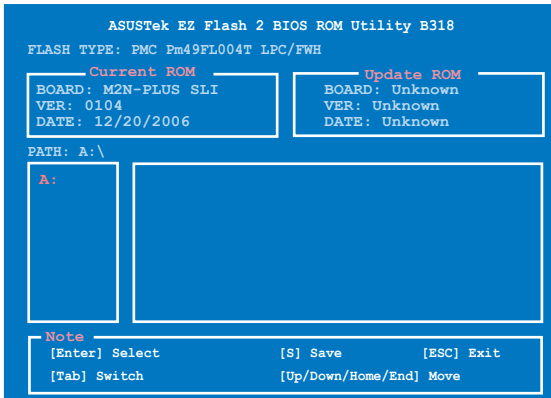 ASUSTek EZ Flash 2 BIOS ROM Utility B318
FLASH TYPE: PMC Pm49FL004T LPC/FWH
Current ROM
BOARD: M2N-PLUS SLI
VER: 0104
DATE: 12/20/2006
Update ROM
BOARD: Unknown
VER: Unknown
DATE: Unknown
PATH: A:\
A:
Note
[Enter] Select [S] Save [ESC] Exit
[Tab] Switch [Up/Down/Home/End] Move